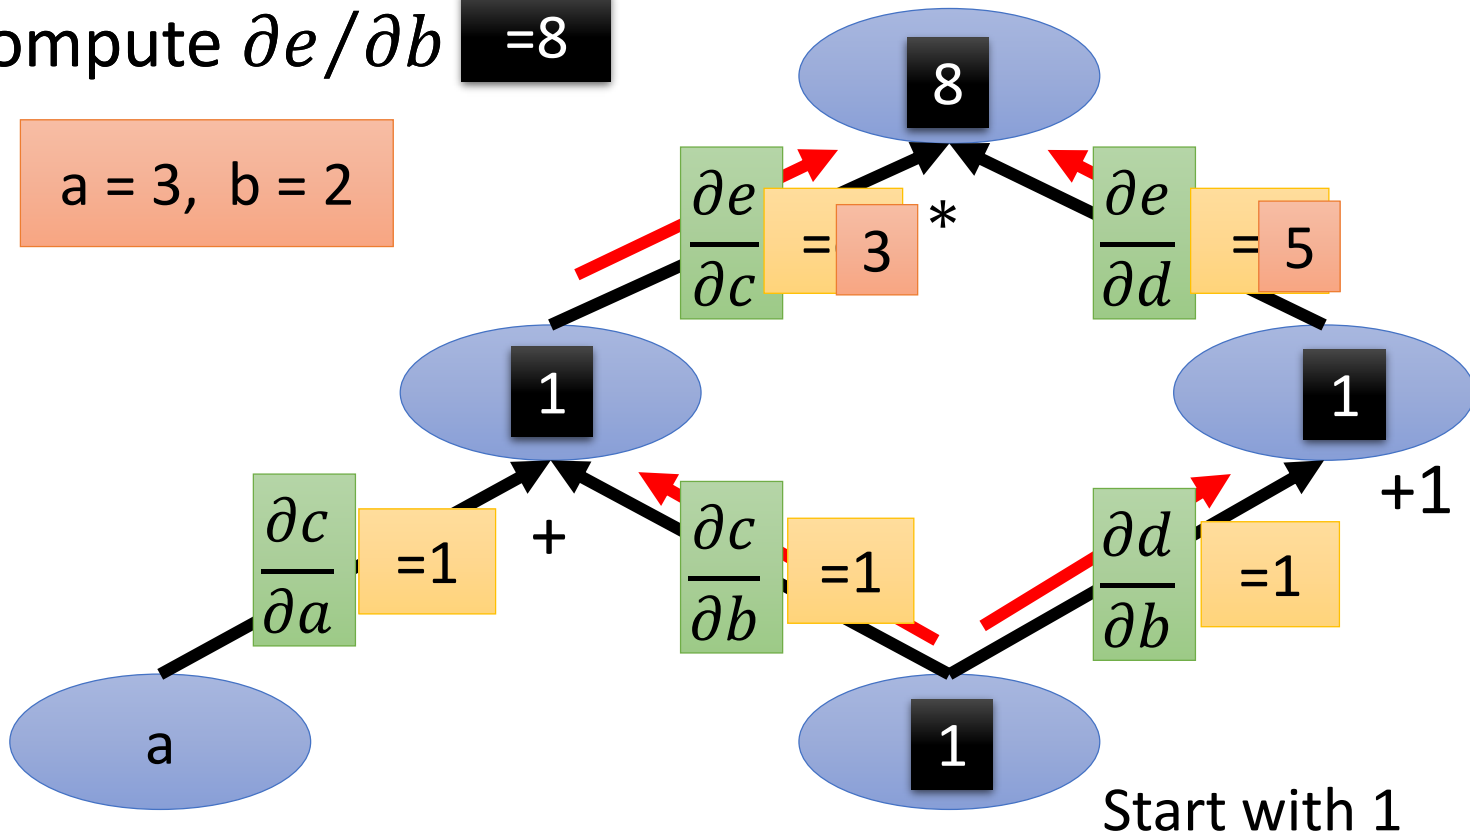 ompute ∂e/∂b =8
a = 3, b = 2
8
∂e/∂c = 3
*
∂e/∂d = 5
1
1
∂c/∂a =1
+
∂c/∂b =1
∂d/∂b =1
+1
a
1
Start with 1